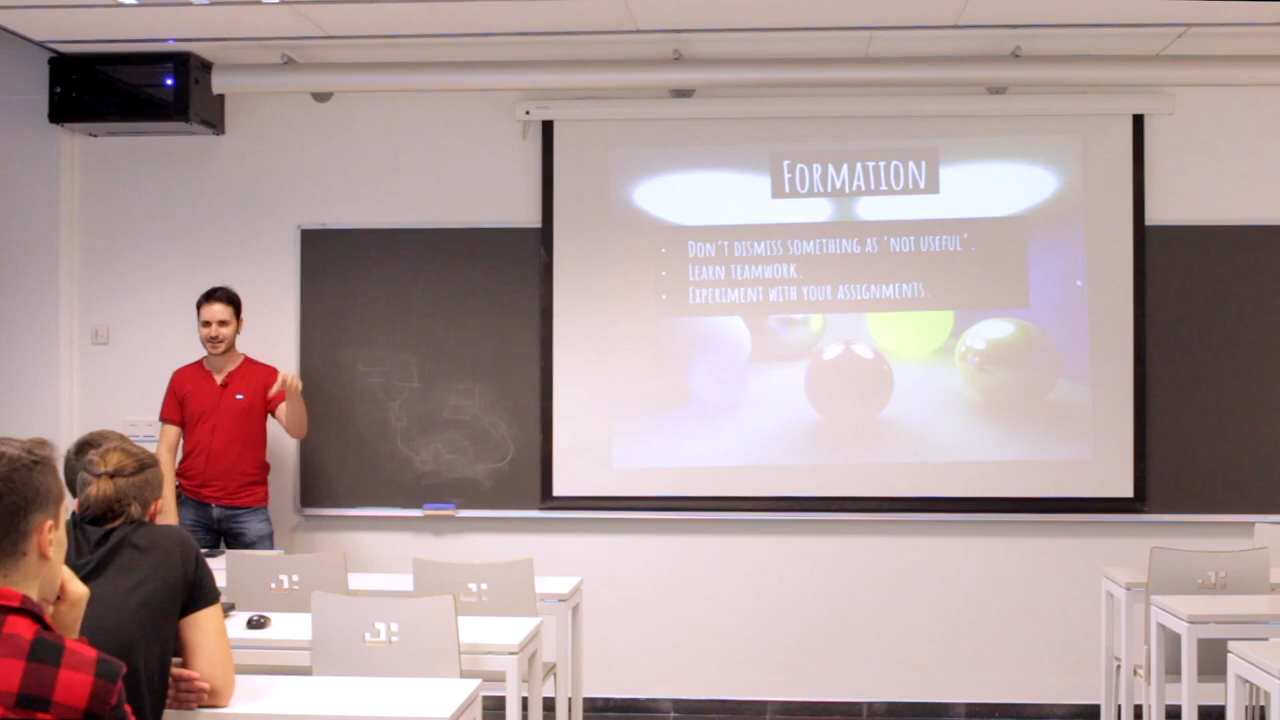 FORMATION
· DON'T DISMISS SOMETHING AS 'NOT USEFUL'.
· LEARN TEAMWORK.
· EXPERIMENT WITH YOUR ASSIGNMENTS.